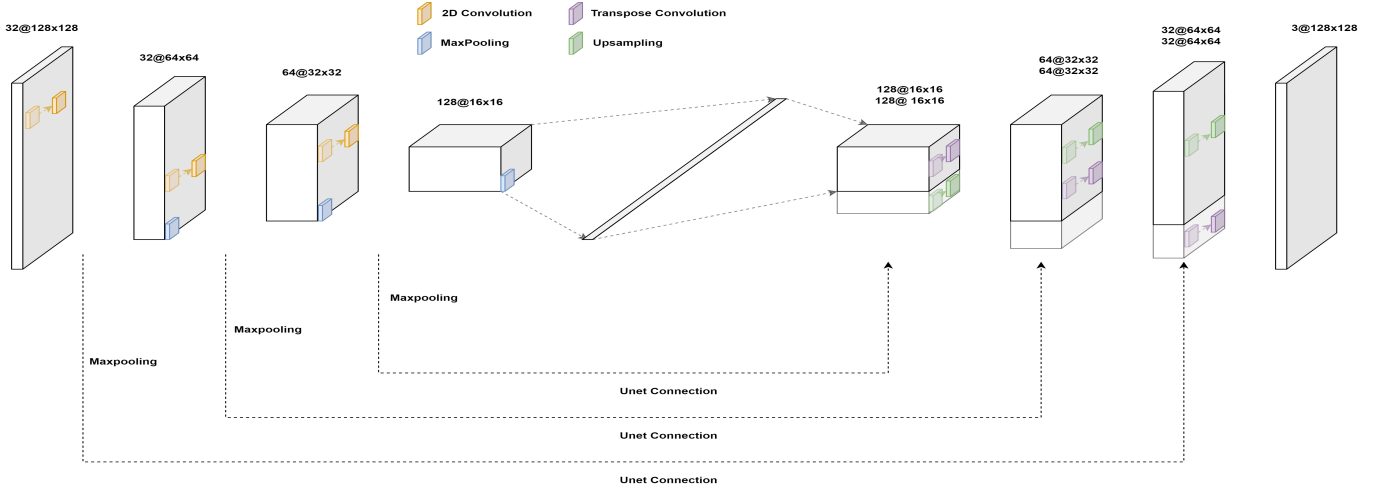 2D Convolution
Transpose Convolution
MaxPooling
Upsampling
32@128x128
32@64x64
64@32x32
128@16x16
128@16x16
128@ 16x16
64@32x32
64@32x32
32@64x64
32@64x64
3@128x128
Maxpooling
Maxpooling
Maxpooling
Unet Connection
Unet Connection
Unet Connection